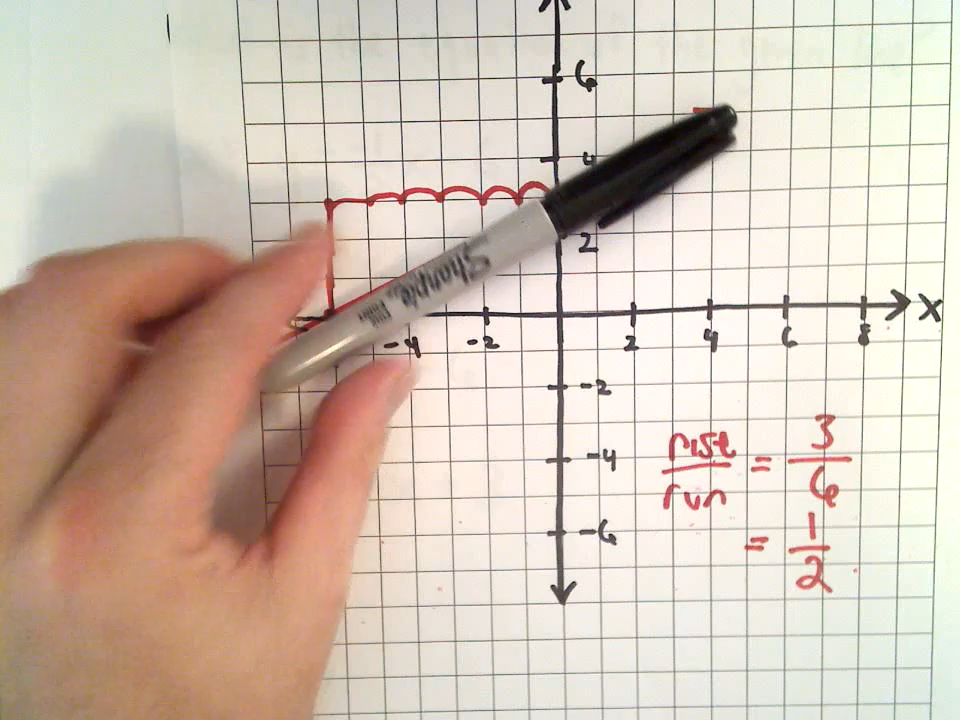 6
4
2
-4 -2 2 4 6 8 X
-2
-4
-6
rise/run = 3/6
= 1/2
Sharpie